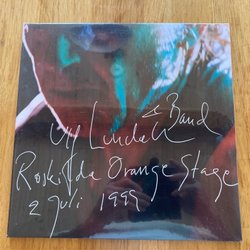 Ulf Lundell & Band
Roskilde Orange Stage
2 juli 1999